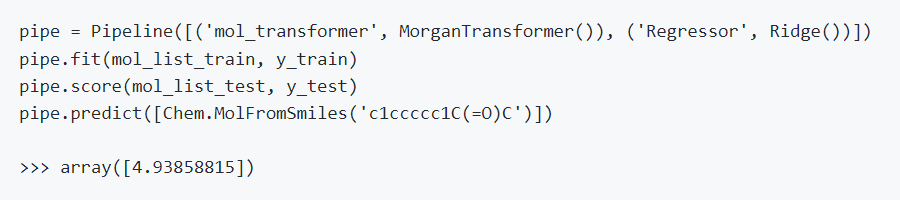 pipe = Pipeline([('mol_transformer', MorganTransformer()), ('Regressor', Ridge())])
pipe.fit(mol_list_train, y_train)
pipe.score(mol_list_test, y_test)
pipe.predict([Chem.MolFromSmiles('c1ccccc1C(=O)C')])
>>> array([4.93858815])